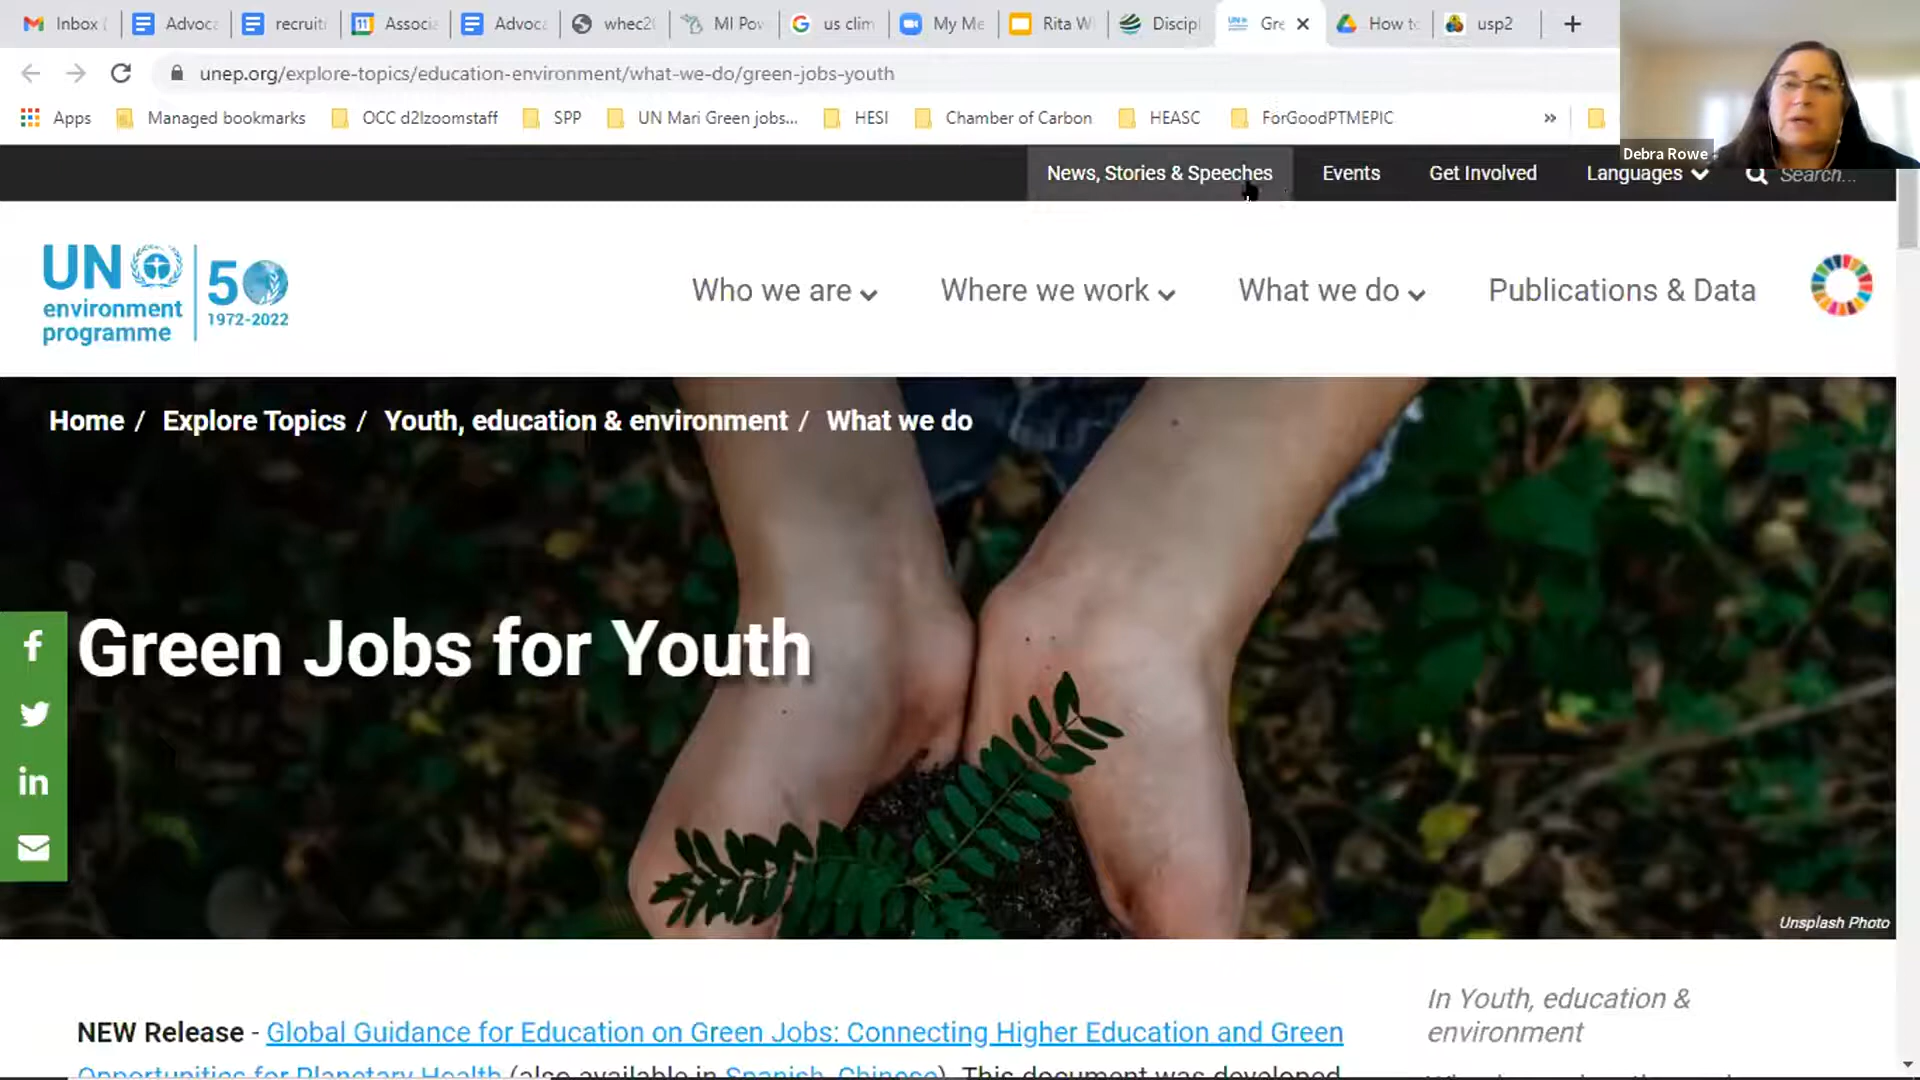 Inbox
Advoca
recruiti
Associa
Advoca
whec2
MI Pow
us clim
My Me
Rita W
Discipl
Gre
How to
usp2
unep.org/explore-topics/education-environment/what-we-do/green-jobs-youth
Apps
Managed bookmarks
OCC d2lzoomstaff
SPP
UN Mari Green jobs...
HESI
Chamber of Carbon
HEASC
ForGoodPTMEPIC
Debra Rowe
News, Stories & Speeches
Events
Get Involved
Languages
Search...
UN
environment
programme
50
1972-2022
Who we are
Where we work
What we do
Publications & Data
Home / Explore Topics / Youth, education & environment / What we do
Green Jobs for Youth
Unsplash Photo
In Youth, education &
environment
NEW Release - Global Guidance for Education on Green Jobs: Connecting Higher Education and Green
Opportunities for Planetary Health (also available in Spanish, Chinese). This document was developed